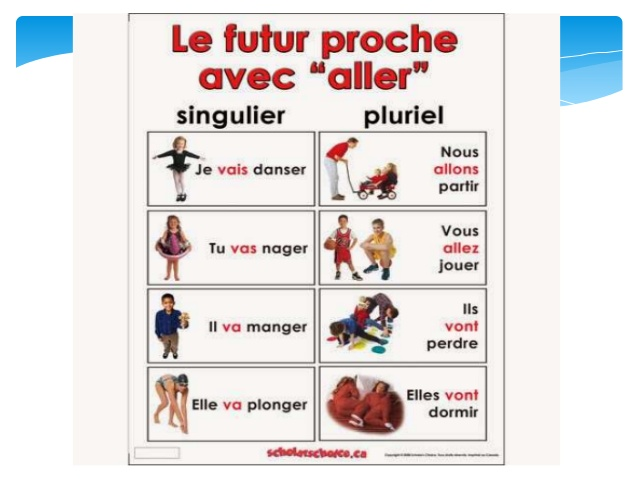 Le futur proche
avec “aller”
singulier
pluriel
Je vais danser
Nous
allons
partir
Tu vas nager
Vous
allez
jouer
Il va manger
Ils
vont
perdre
Elle va plonger
Elles vont
dormir
scholarschoice.ca